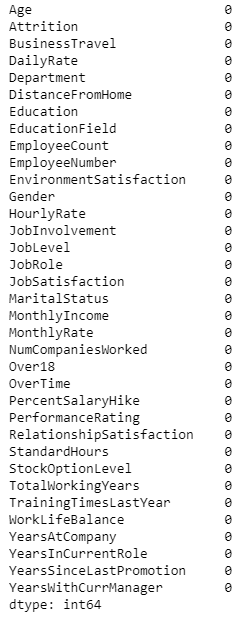 Age 0
Attrition 0
BusinessTravel 0
DailyRate 0
Department 0
DistanceFromHome 0
Education 0
EducationField 0
EmployeeCount 0
EmployeeNumber 0
EnvironmentSatisfaction 0
Gender 0
HourlyRate 0
JobInvolvement 0
JobLevel 0
JobRole 0
JobSatisfaction 0
MaritalStatus 0
MonthlyIncome 0
MonthlyRate 0
NumCompaniesWorked 0
Over18 0
OverTime 0
PercentSalaryHike 0
PerformanceRating 0
RelationshipSatisfaction 0
StandardHours 0
StockOptionLevel 0
TotalWorkingYears 0
TrainingTimesLastYear 0
WorkLifeBalance 0
YearsAtCompany 0
YearsInCurrentRole 0
YearsSinceLastPromotion 0
YearsWithCurrManager 0
dtype: int64